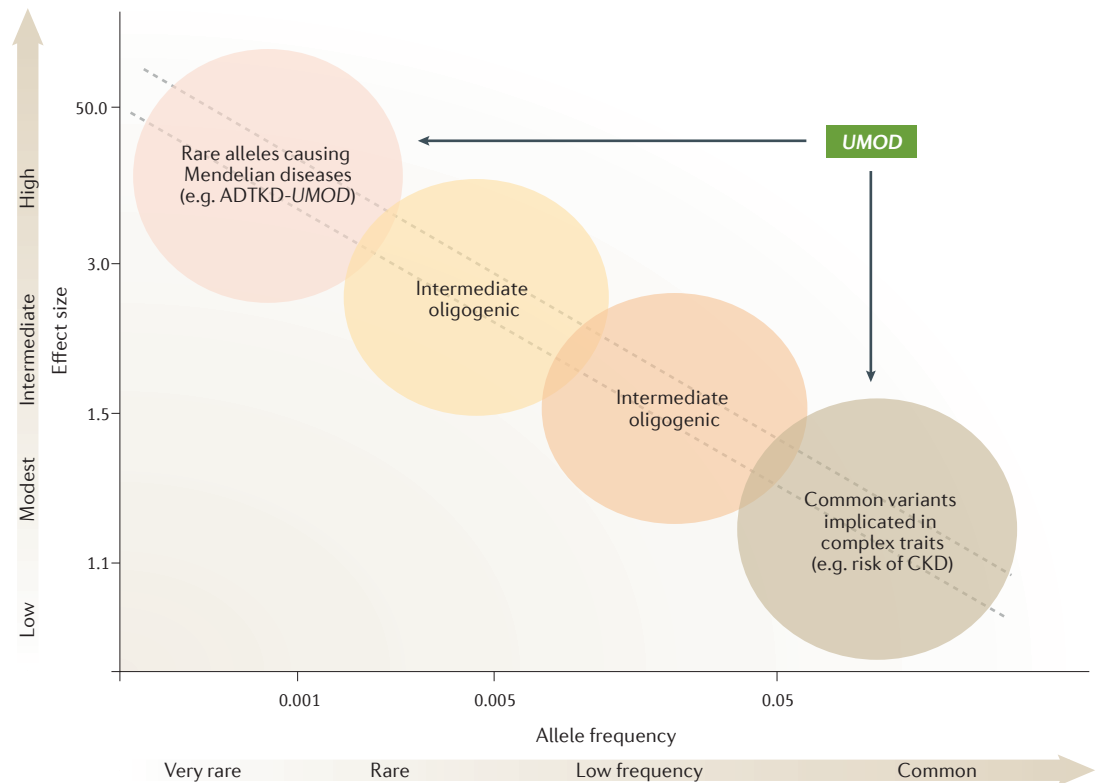 50.0
UMOD
Rare alleles causing
Mendelian diseases
(e.g. ADTKD-UMOD)
High
3.0
Intermediate
oligogenic
Intermediate
Effect size
Intermediate
oligogenic
1.5
Modest
Common variants
implicated in
complex traits
(e.g. risk of CKD)
1.1
Low
0.001
0.005
0.05
Allele frequency
Very rare
Rare
Low frequency
Common